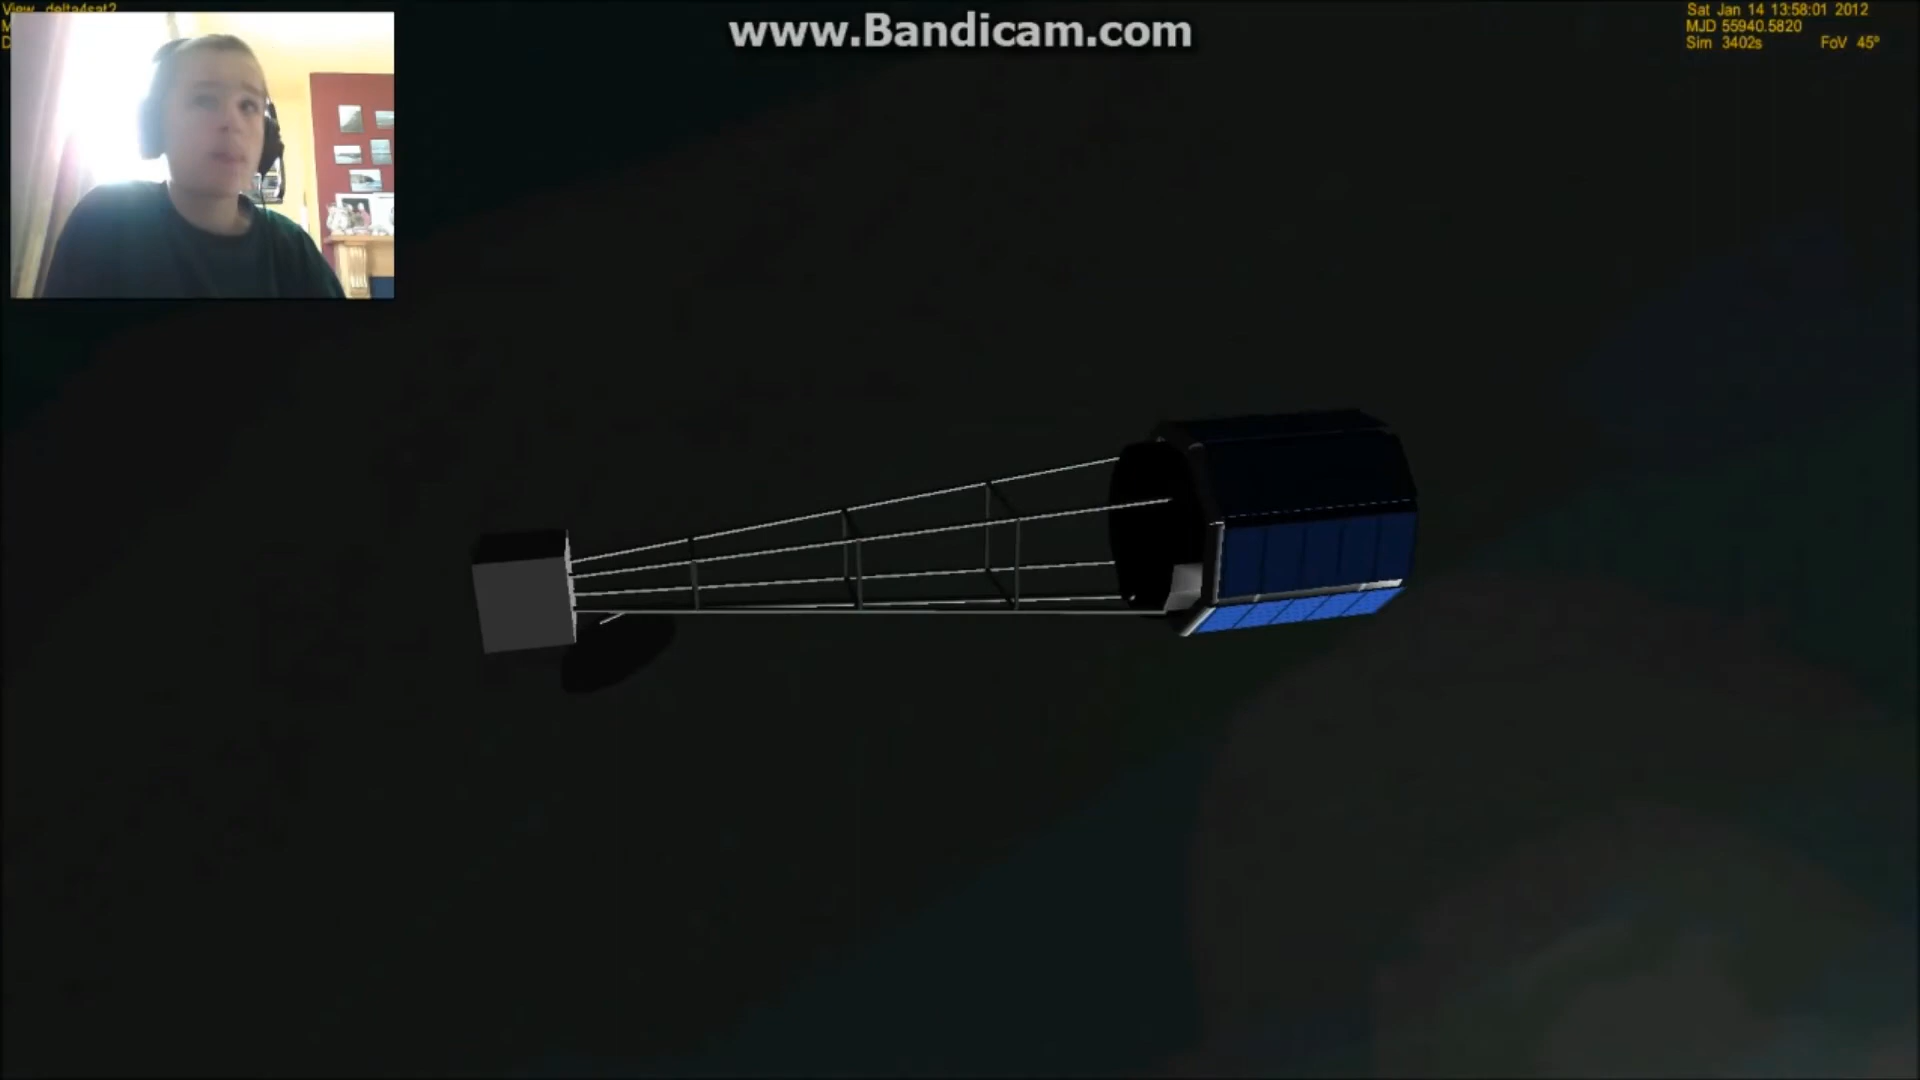 View delta4sat2
www.Bandicam.com
Sat Jan 14 13:58:01 2012
MJD 55940.5820
Sim 3402s FoV 45°